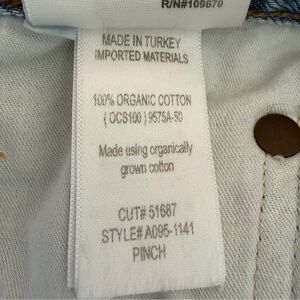 R/N#109670
MADE IN TURKEY
IMPORTED MATERIALS
100% ORGANIC COTTON
{ OCS100 } 9575A-80
Made using organically
grown cotton
CUT# 51687
STYLE# A095-1141
PINCH